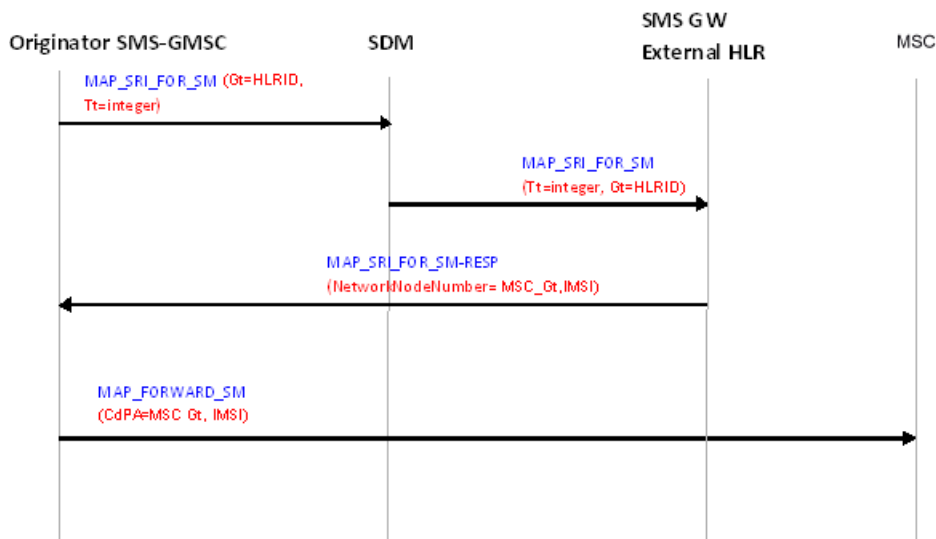 Originator SMS-GMSC
SDM
SMS GW
External HLR
MSC
MAP_SRI_FOR_SM (Gt=HLRID,
Tt=integer)
MAP_SRI_FOR_SM
(Tt=integer, Gt=HLRID)
MAP_SRI_FOR_SM-RESP
(NetworkNodeNumber= MSC_Gt,IMSI)
MAP_FORWARD_SM
(CdPA=MSC Gt, IMSI)